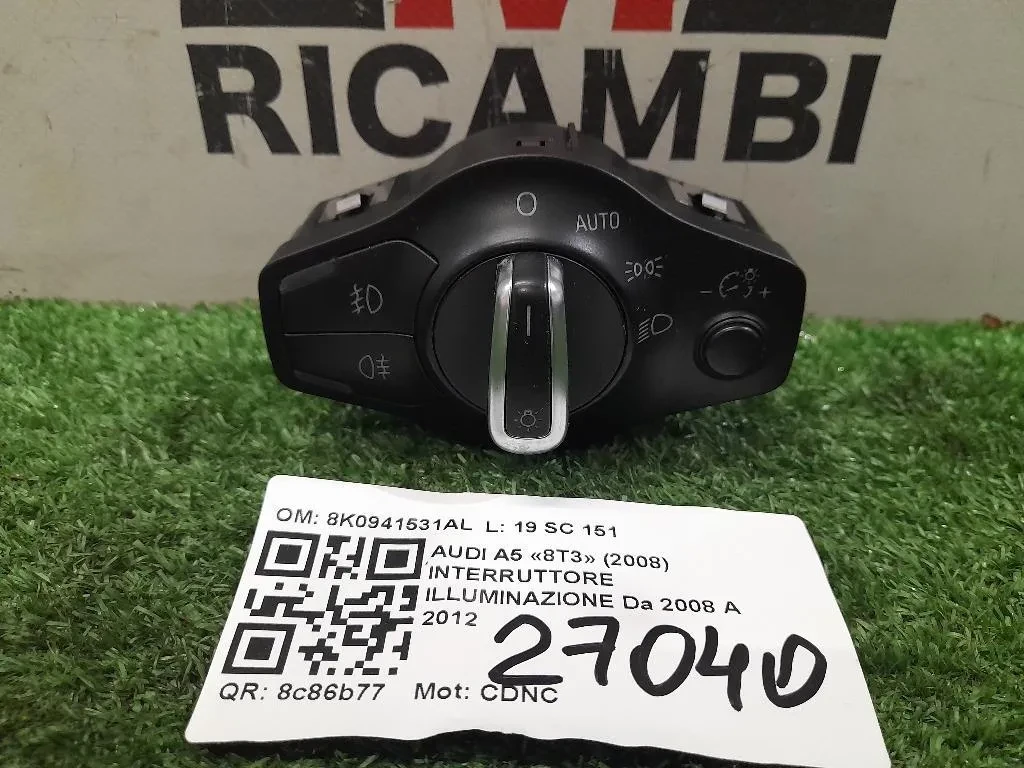 RICAMBI
O
AUTO
- +
OM: 8K0941531AL L: 19 SC 151
AUDI A5 «8T3» (2008)
INTERRUTTORE
ILLUMINAZIONE Da 2008 A
2012
27040
QR: 8c86b77 Mot: CDNC